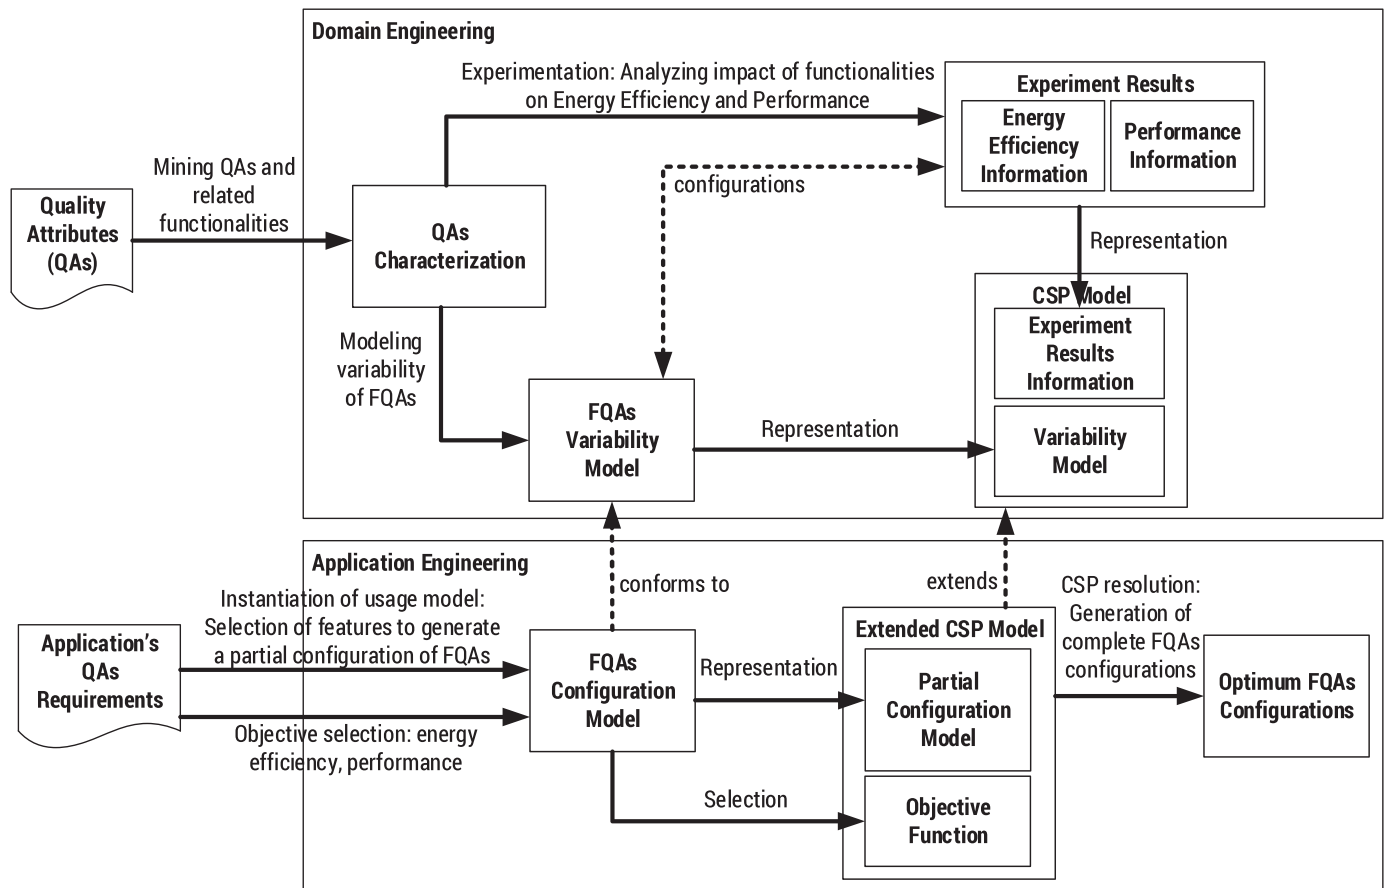 Domain Engineering
Experimentation: Analyzing impact of functionalities
on Energy Efficiency and Performance
Experiment Results
Energy
Efficiency
Information
Performance
Information
Mining QAs and
related
functionalities
configurations
Quality
Attributes
(QAs)
QAs
Characterization
Representation
CSP Model
Experiment
Results
Information
Modeling
variability
of FQAs
FQAs
Variability
Model
Representation
Variability
Model
Application Engineering
conforms to
extends
Instantiation of usage model:
Selection of features to generate
a partial configuration of FQAs
CSP resolution:
Generation of
complete FQAs
configurations
Application's
QAs
Requirements
FQAs
Configuration
Model
Representation
Extended CSP Model
Partial
Configuration
Model
Optimum FQAs
Configurations
Objective selection: energy
efficiency, performance
Selection
Objective
Function